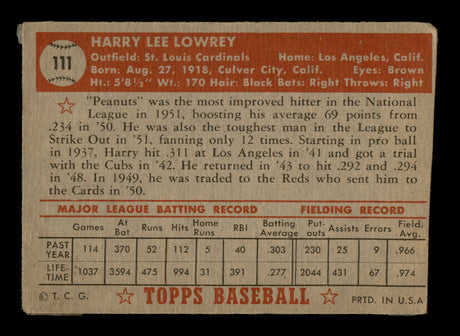 111
HARRY LEE LOWREY
Outfield: St. Louis Cardinals Home: Los Angeles, Calif.
Born: Aug. 27, 1918, Culver City, Calif. Eyes: Brown
Ht.: 5'8½" Wt.: 170 Hair: Black Bats: Right Throws: Right
"Peanuts" was the most improved hitter in the National
League in 1951, boosting his average 69 points from
.234 in '50. He was also the toughest man in the League to
Strike Out in '51, fanning only 12 times. Starting in pro ball
in 1937, Harry hit .311 at Los Angeles in '41 and got a trial
with the Cubs in '42. He returned in '43 to hit .292 and .294
in '48. In 1949, he was traded to the Reds who sent him
to the Cards in '50.
MAJOR LEAGUE BATTING RECORD FIELDING RECORD
Games At Bat Runs Hits Home Runs RBI Batting Average Put-outs Assists Errors Field. Avg.
PAST YEAR 114 370 52 112 5 40 .303 230 25 9 .966
LIFE-TIME 1037 3594 475 994 31 391 .277 2044 431 67 .974
© T. C. G. TOPPS BASEBALL PRTD. IN U.S.A